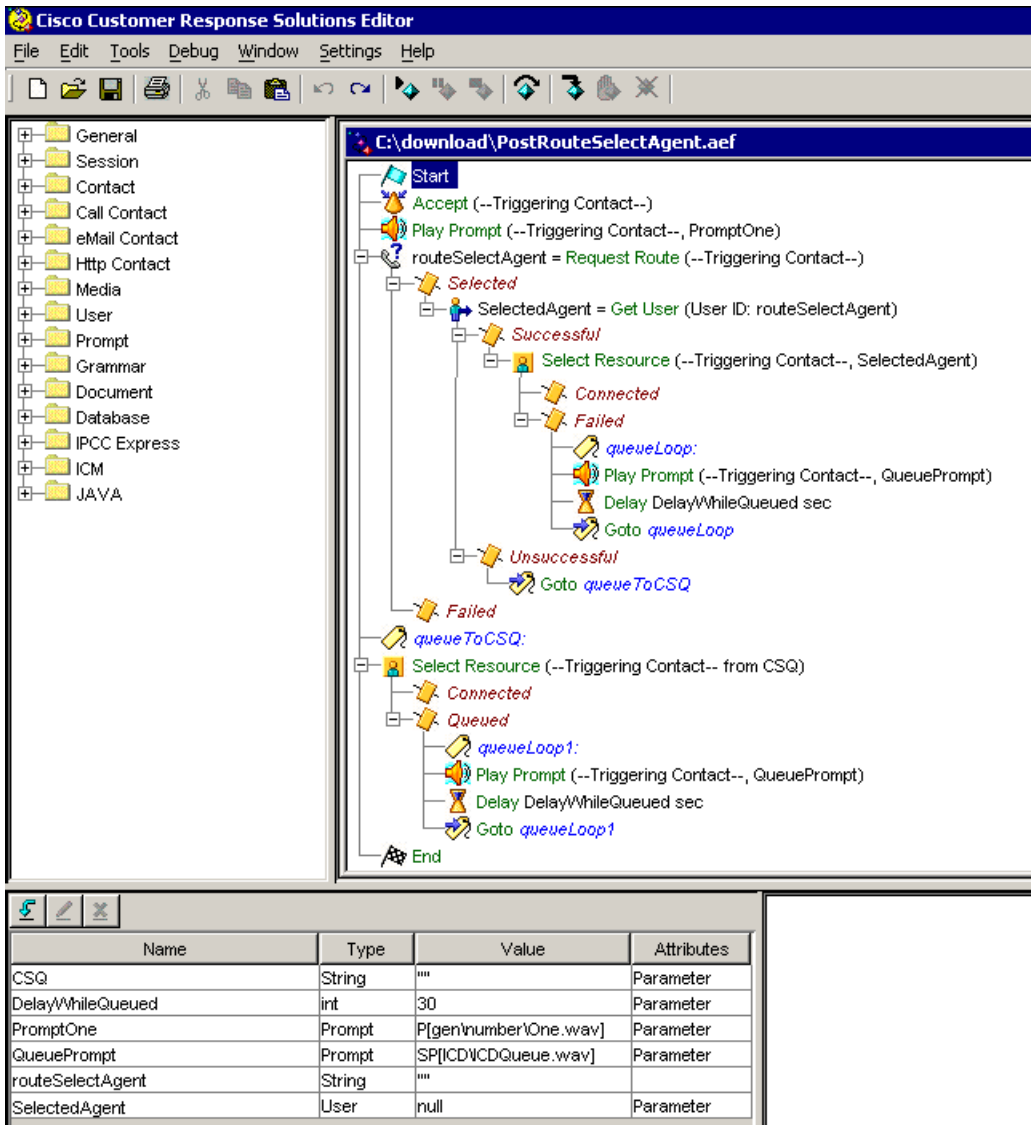 Cisco Customer Response Solutions Editor
File Edit Tools Debug Window Settings Help
General
Session
Contact
Call Contact
eMail Contact
Http Contact
Media
User
Prompt
Grammar
Document
Database
IPCC Express
ICM
JAVA
C:\download\PostRouteSelectAgent.aef
Start
Accept (--Triggering Contact--)
Play Prompt (--Triggering Contact--, PromptOne)
routeSelectAgent = Request Route (--Triggering Contact--)
Selected
SelectedAgent = Get User (User ID: routeSelectAgent)
Successful
Select Resource (--Triggering Contact--, SelectedAgent)
Connected
Failed
queueLoop:
Play Prompt (--Triggering Contact--, QueuePrompt)
Delay DelayWhileQueued sec
Goto queueLoop
Unsuccessful
Goto queueToCSQ
Failed
queueToCSQ:
Select Resource (--Triggering Contact-- from CSQ)
Connected
Queued
queueLoop1:
Play Prompt (--Triggering Contact--, QueuePrompt)
Delay DelayWhileQueued sec
Goto queueLoop1
End
Name Type Value Attributes
CSQ String "" Parameter
DelayWhileQueued int 30 Parameter
PromptOne Prompt P[gen\number\One.wav] Parameter
QueuePrompt Prompt SP[ICD\ICDQueue.wav] Parameter
routeSelectAgent String ""
SelectedAgent User null Parameter